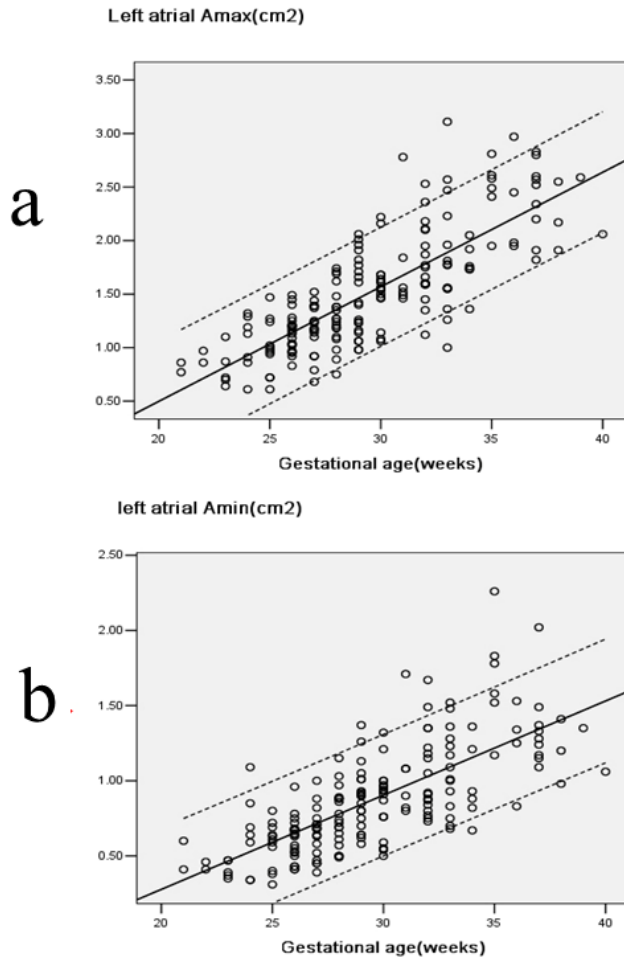 Left atrial Amax(cm2)
a
3.50
3.00
2.50
2.00
1.50
1.00
0.50
20 25 30 35 40
Gestational age(weeks)
left atrial Amin(cm2)
b
2.50
2.00
1.50
1.00
0.50
20 25 30 35 40
Gestational age(weeks)